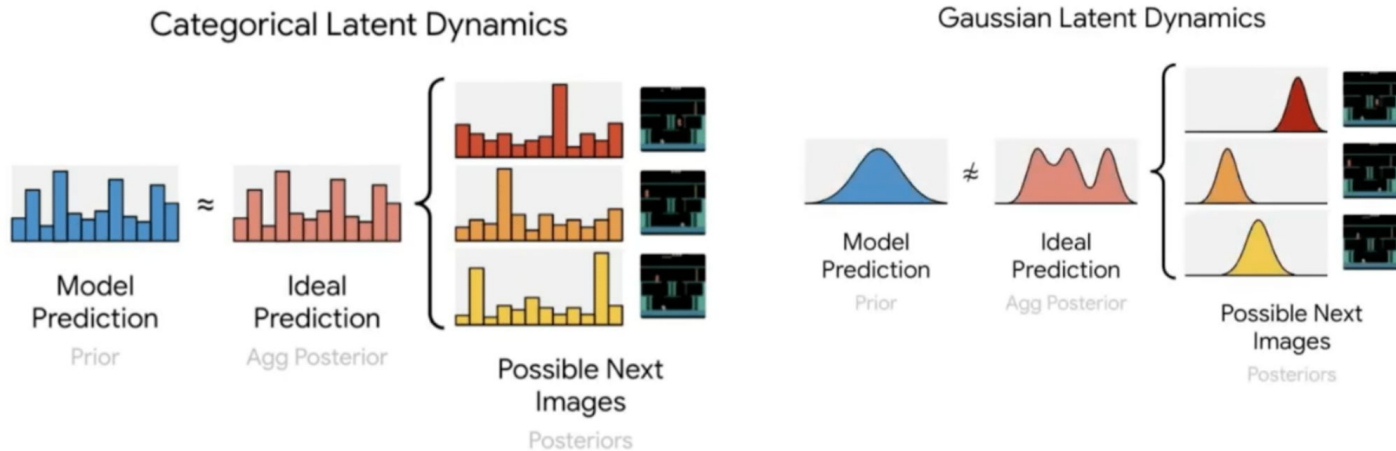 Categorical Latent Dynamics
≈
Model
Prediction
Prior
Ideal
Prediction
Agg Posterior
Possible Next
Images
Posteriors
Gaussian Latent Dynamics
≉
Model
Prediction
Prior
Ideal
Prediction
Agg Posterior
Possible Next
Images
Posteriors